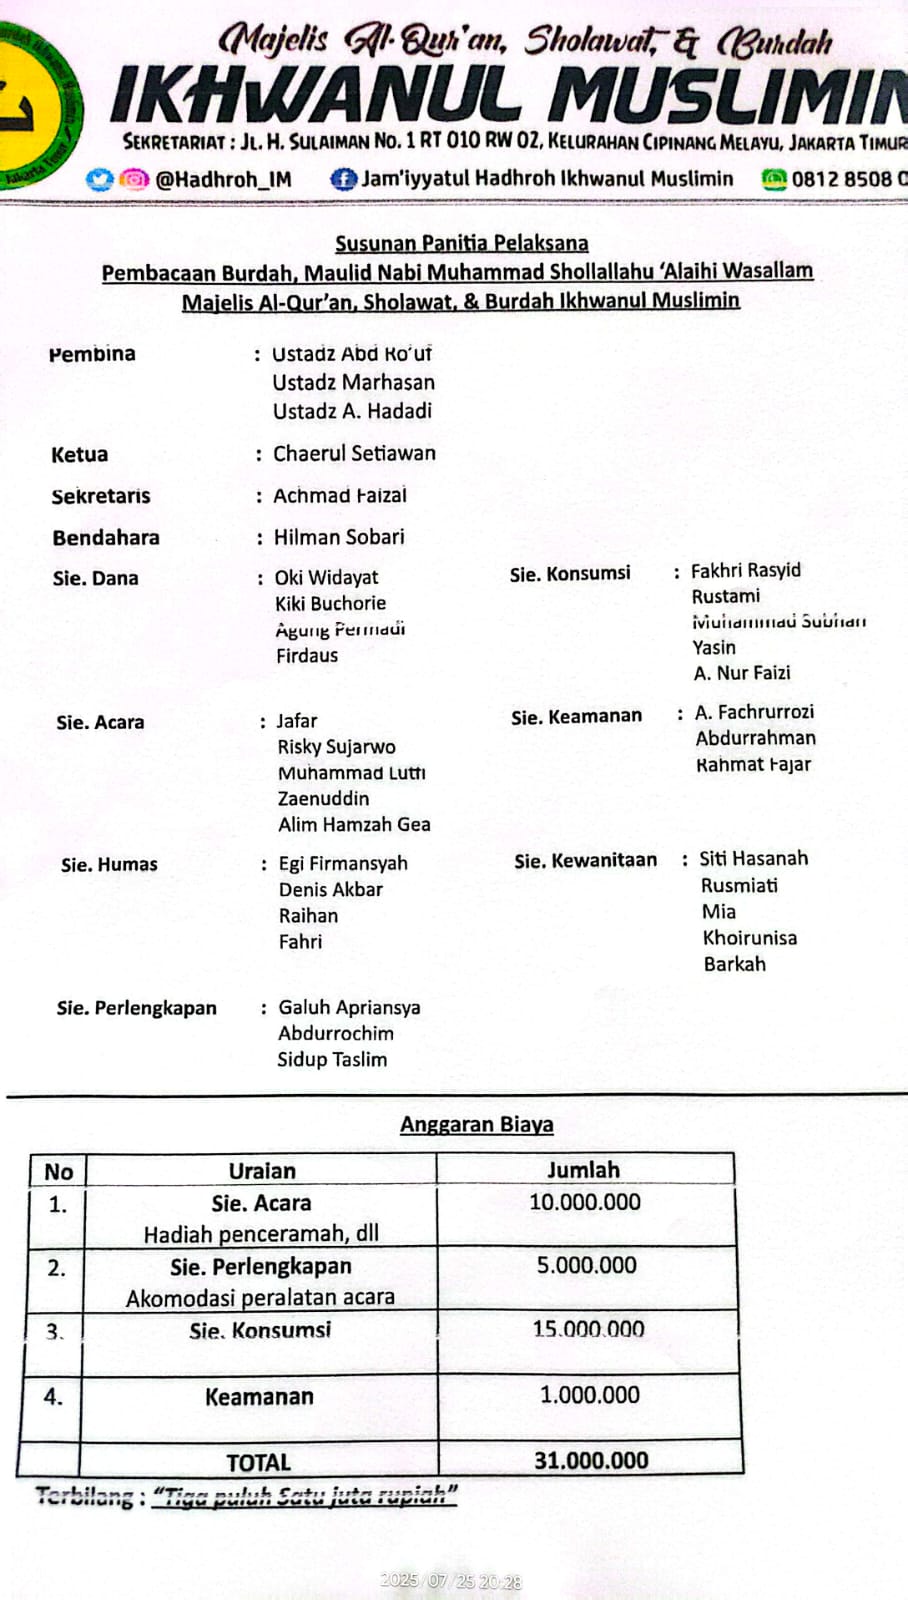 Majelis Al-Qur'an, Sholawat, & Burdah
IKHWANUL MUSLIMIN
SEKRETARIAT : JL. H. SULAIMAN NO. 1 RT 010 RW 02, KELURAHAN CIPINANG MELAYU, JAKARTA TIMUR
@Hadhroh_IM Jam'iyyatul Hadhroh Ikhwanul Muslimin 0812 8508
Jakarta Timur
Susunan Panitia Pelaksana
Pembacaan Burdah, Maulid Nabi Muhammad Shollallahu ‘Alaihi Wasallam
Majelis Al-Qur’an, Sholawat, & Burdah Ikhwanul Muslimin
Pembina : Ustadz Abd Ro’uf
Ustadz Marhasan
Ustadz A. Hadadi
Ketua : Chaerul Setiawan
Sekretaris : Achmad Faizal
Bendahara : Hilman Sobari
Sie. Dana : Oki Widayat
Kiki Buchorie
Agung Permadi
Firdaus
Sie. Konsumsi : Fakhri Rasyid
Rustami
Muhammad Subhan
Yasin
A. Nur Faizi
Sie. Acara : Jafar
Risky Sujarwo
Muhammad Lutfi
Zaenuddin
Alim Hamzah Gea
Sie. Keamanan : A. Fachrurrozi
Abdurrahman
Rahmat Fajar
Sie. Humas : Egi Firmansyah
Denis Akbar
Raihan
Fahri
Sie. Kewanitaan : Siti Hasanah
Rusmiati
Mia
Khoirunisa
Barkah
Sie. Perlengkapan : Galuh Apriansya
Abdurrochim
Sidup Taslim
Anggaran Biaya
No Uraian Jumlah
1. Sie. Acara 10.000.000
Hadiah penceramah, dll
2. Sie. Perlengkapan 5.000.000
Akomodasi peralatan acara
3. Sie. Konsumsi 15.000.000
4. Keamanan 1.000.000
TOTAL 31.000.000
Terbilang : “Tiga puluh Satu juta rupiah”
2025/07/25 20:28